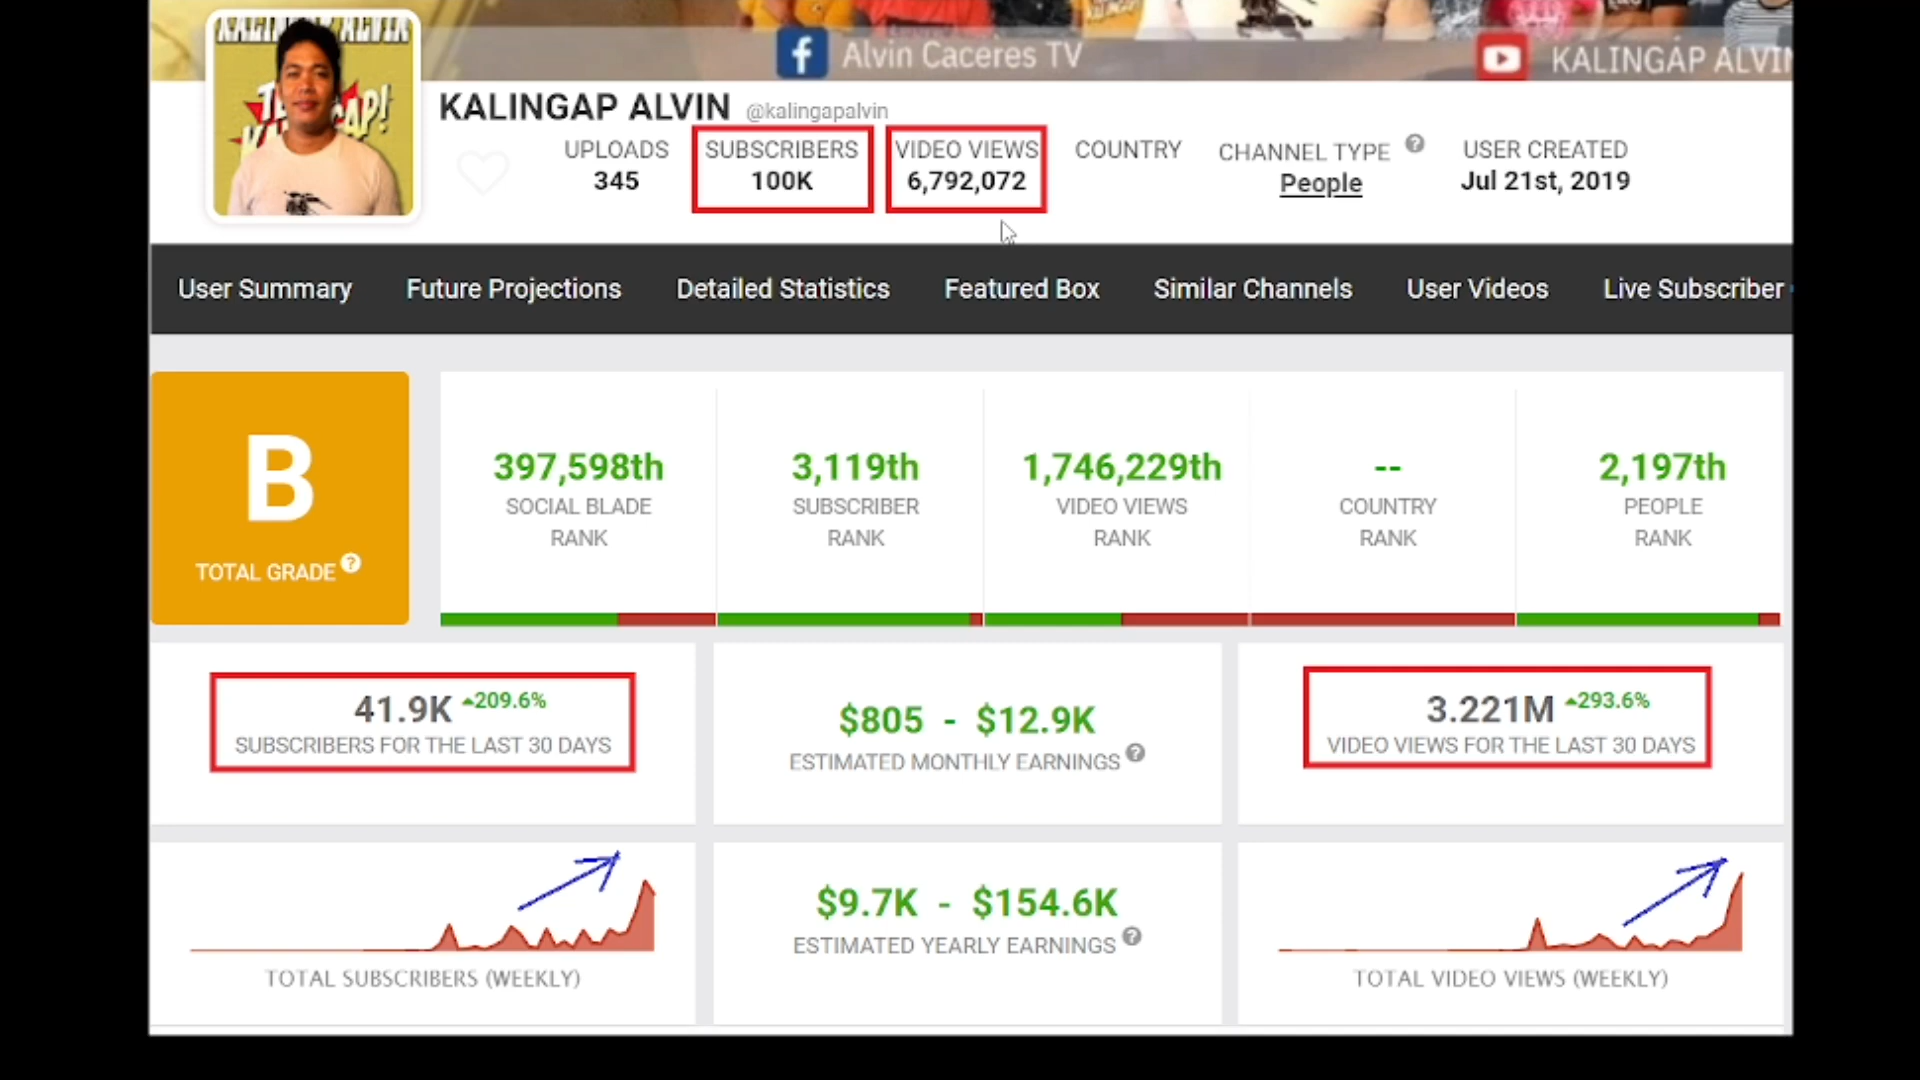 KALINGAP ALVIN
Alvin Caceres TV
KALINGAP ALVIN
KALINGAP ALVIN @kalingapalvin
UPLOADS
345
SUBSCRIBERS
100K
VIDEO VIEWS
6,792,072
COUNTRY
CHANNEL TYPE
People
USER CREATED
Jul 21st, 2019
User Summary Future Projections Detailed Statistics Featured Box Similar Channels User Videos Live Subscriber
B
TOTAL GRADE
397,598th
SOCIAL BLADE
RANK
3,119th
SUBSCRIBER
RANK
1,746,229th
VIDEO VIEWS
RANK
--
COUNTRY
RANK
2,197th
PEOPLE
RANK
41.9K 209.6%
SUBSCRIBERS FOR THE LAST 30 DAYS
$805 - $12.9K
ESTIMATED MONTHLY EARNINGS
3.221M 293.6%
VIDEO VIEWS FOR THE LAST 30 DAYS
TOTAL SUBSCRIBERS (WEEKLY)
$9.7K - $154.6K
ESTIMATED YEARLY EARNINGS
TOTAL VIDEO VIEWS (WEEKLY)